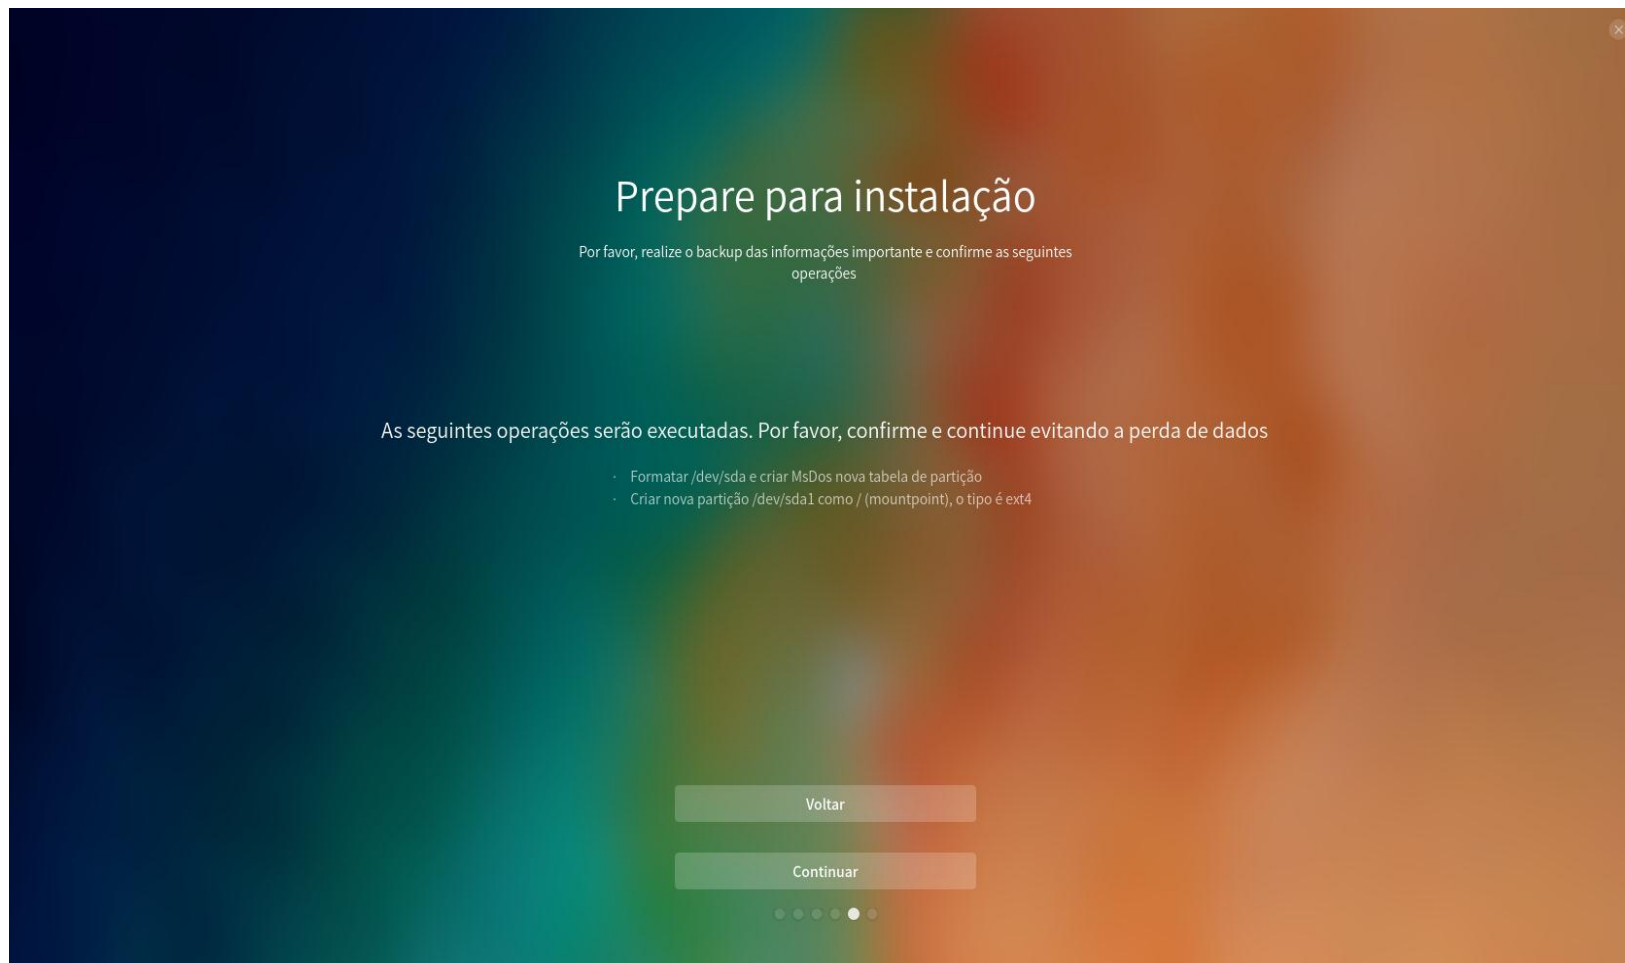 Prepare para instalação
Por favor, realize o backup das informações importante e confirme as seguintes
operações
As seguintes operações serão executadas. Por favor, confirme e continue evitando a perda de dados
· Formatar /dev/sda e criar MsDos nova tabela de partição
· Criar nova partição /dev/sda1 como / (mountpoint), o tipo é ext4
Voltar
Continuar